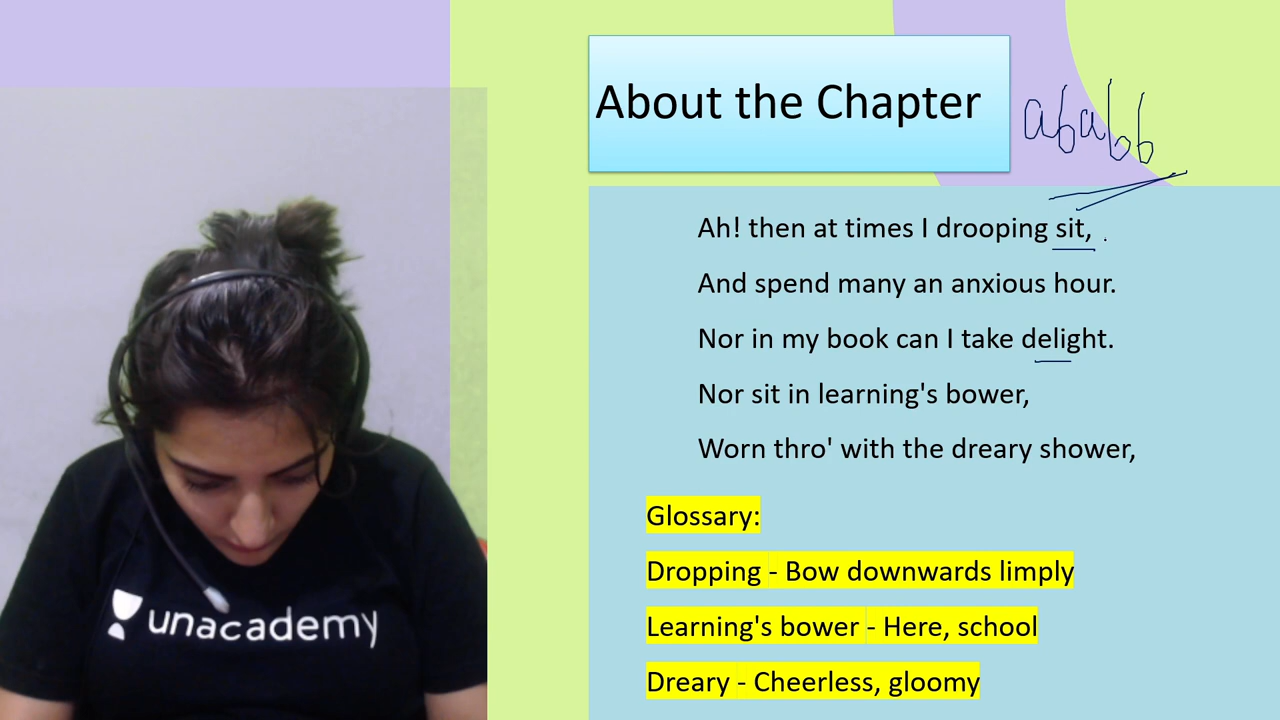 About the Chapter
ababb
Ah! then at times I drooping sit,
And spend many an anxious hour.
Nor in my book can I take delight.
Nor sit in learning's bower,
Worn thro' with the dreary shower,
Glossary:
Dropping - Bow downwards limply
Learning's bower - Here, school
Dreary - Cheerless, gloomy
unacademy